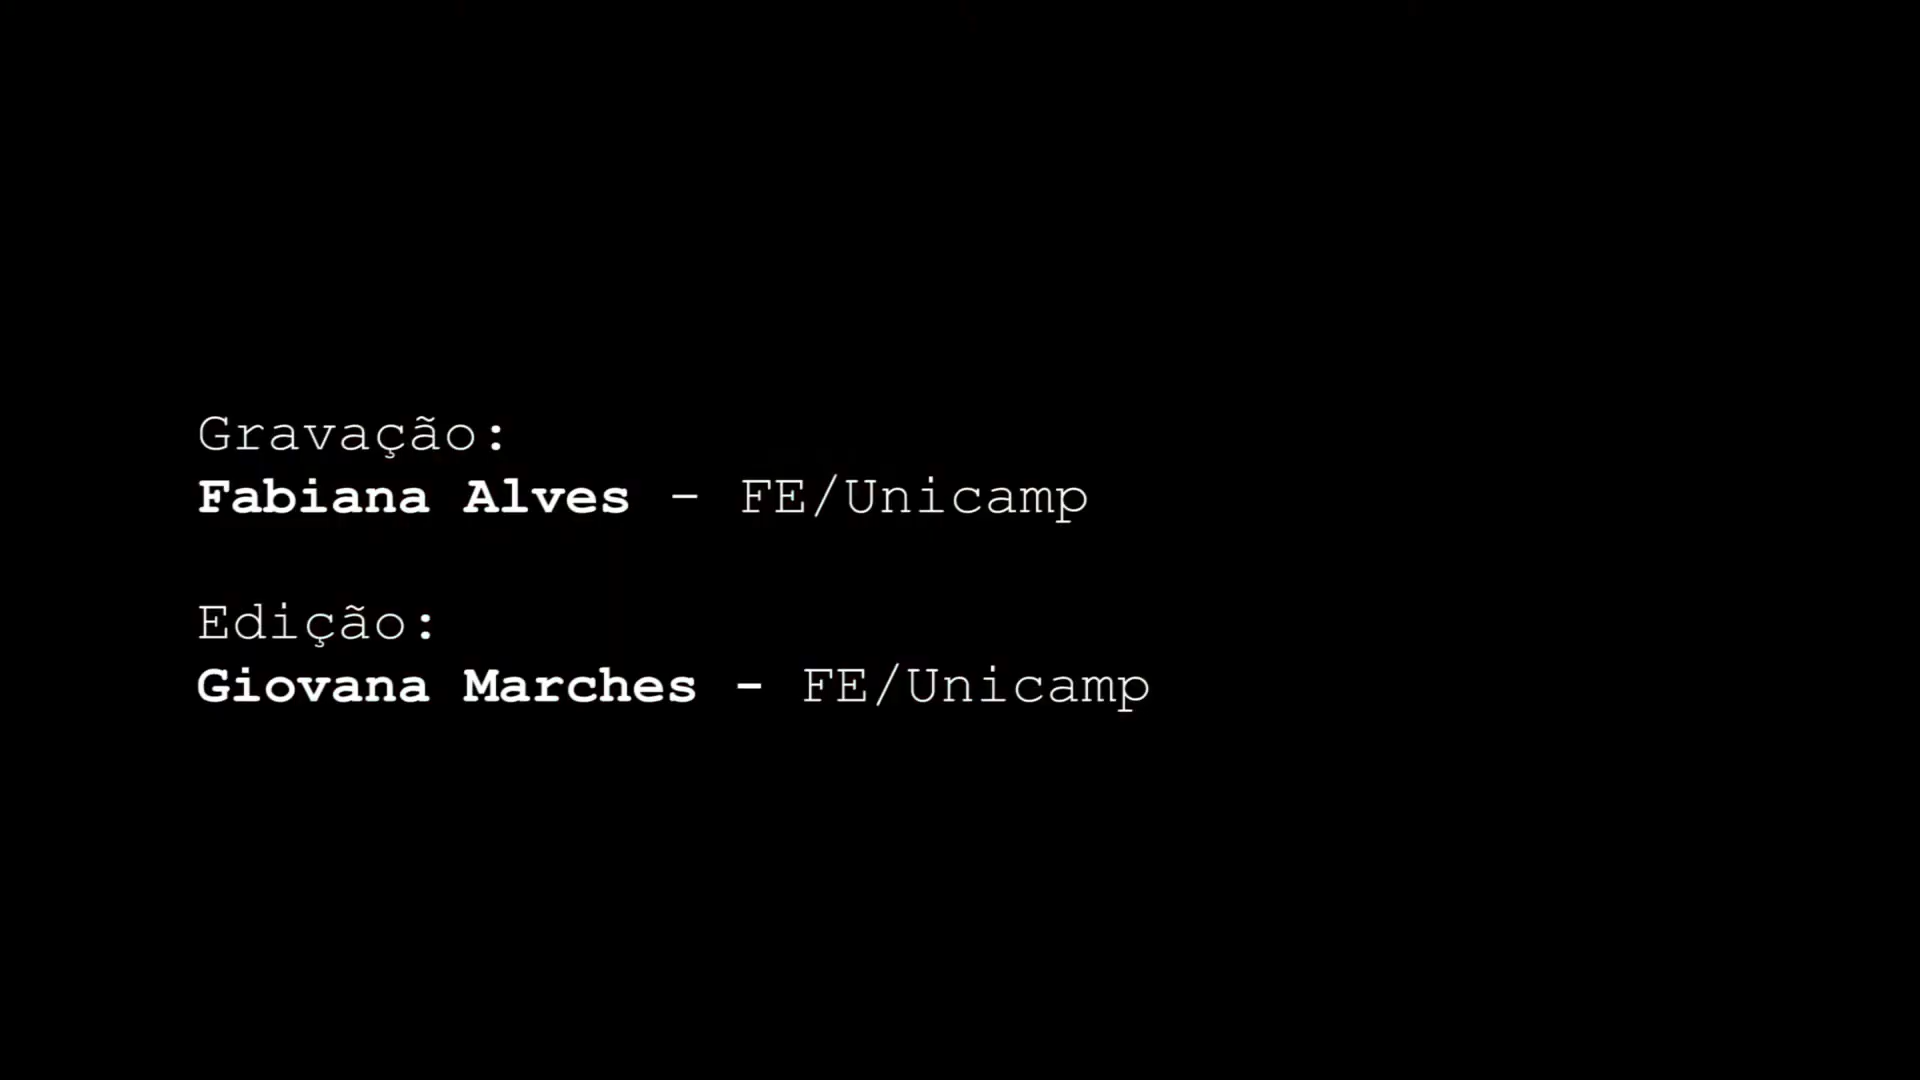 Gravação:
Fabiana Alves - FE/Unicamp
Edição:
Giovana Marches - FE/Unicamp